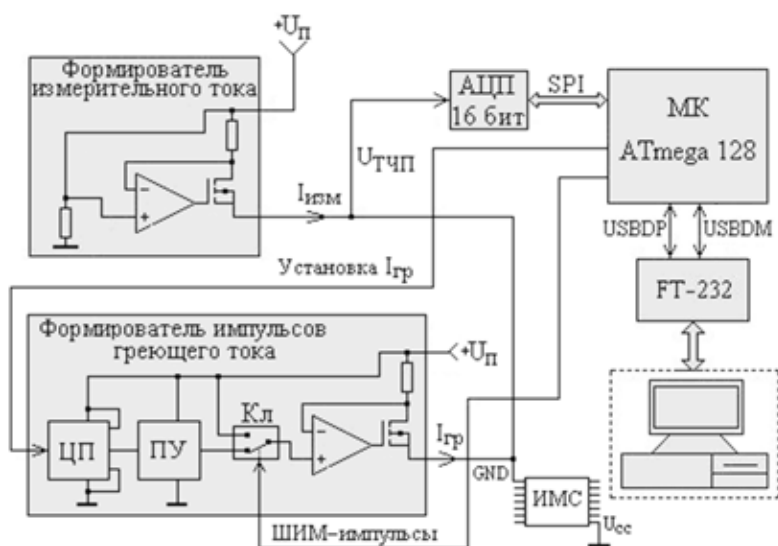 +Uп
Формирователь
измерительного тока
−
+
Iизм
UТЧП
АЦП
16 бит
SPI
МК
ATmega 128
USBDP
USBDM
FT-232
Установка Iгр
Формирователь импульсов
греющего тока
+Uп
ЦП
ПУ
Кл
−
+
Iгр
GND
ИМС
Ucc
ШИМ-импульсы